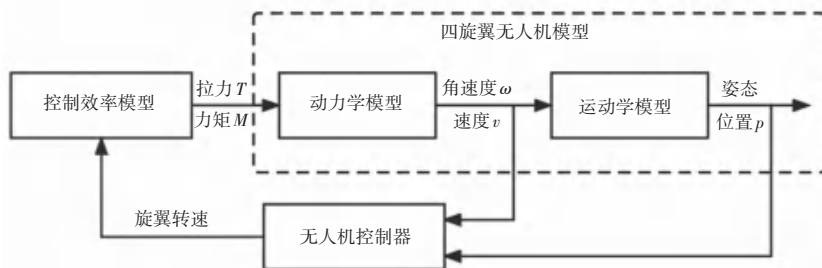 四旋翼无人机模型
控制效率模型
拉力T
力矩M
动力学模型
角速度ω
速度v
运动学模型
姿态
位置p
旋翼转速
无人机控制器